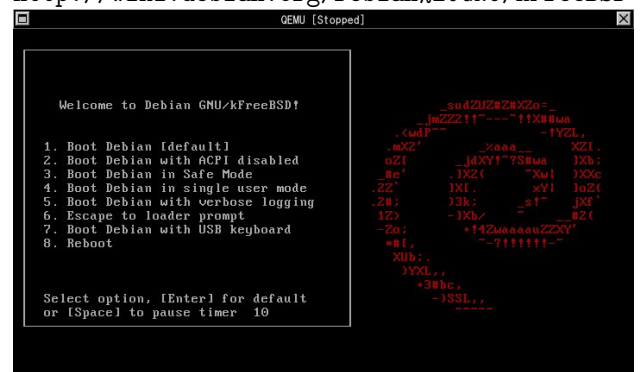 QEMU [Stopped]
Welcome to Debian GNU/kFreeBSD!
1. Boot Debian [default]
2. Boot Debian with ACPI disabled
3. Boot Debian in Safe Mode
4. Boot Debian in single user mode
5. Boot Debian with verbose logging
6. Escape to loader prompt
7. Boot Debian with USB keyboard
8. Reboot
Select option, [Enter] for default
or [Space] to pause timer 10